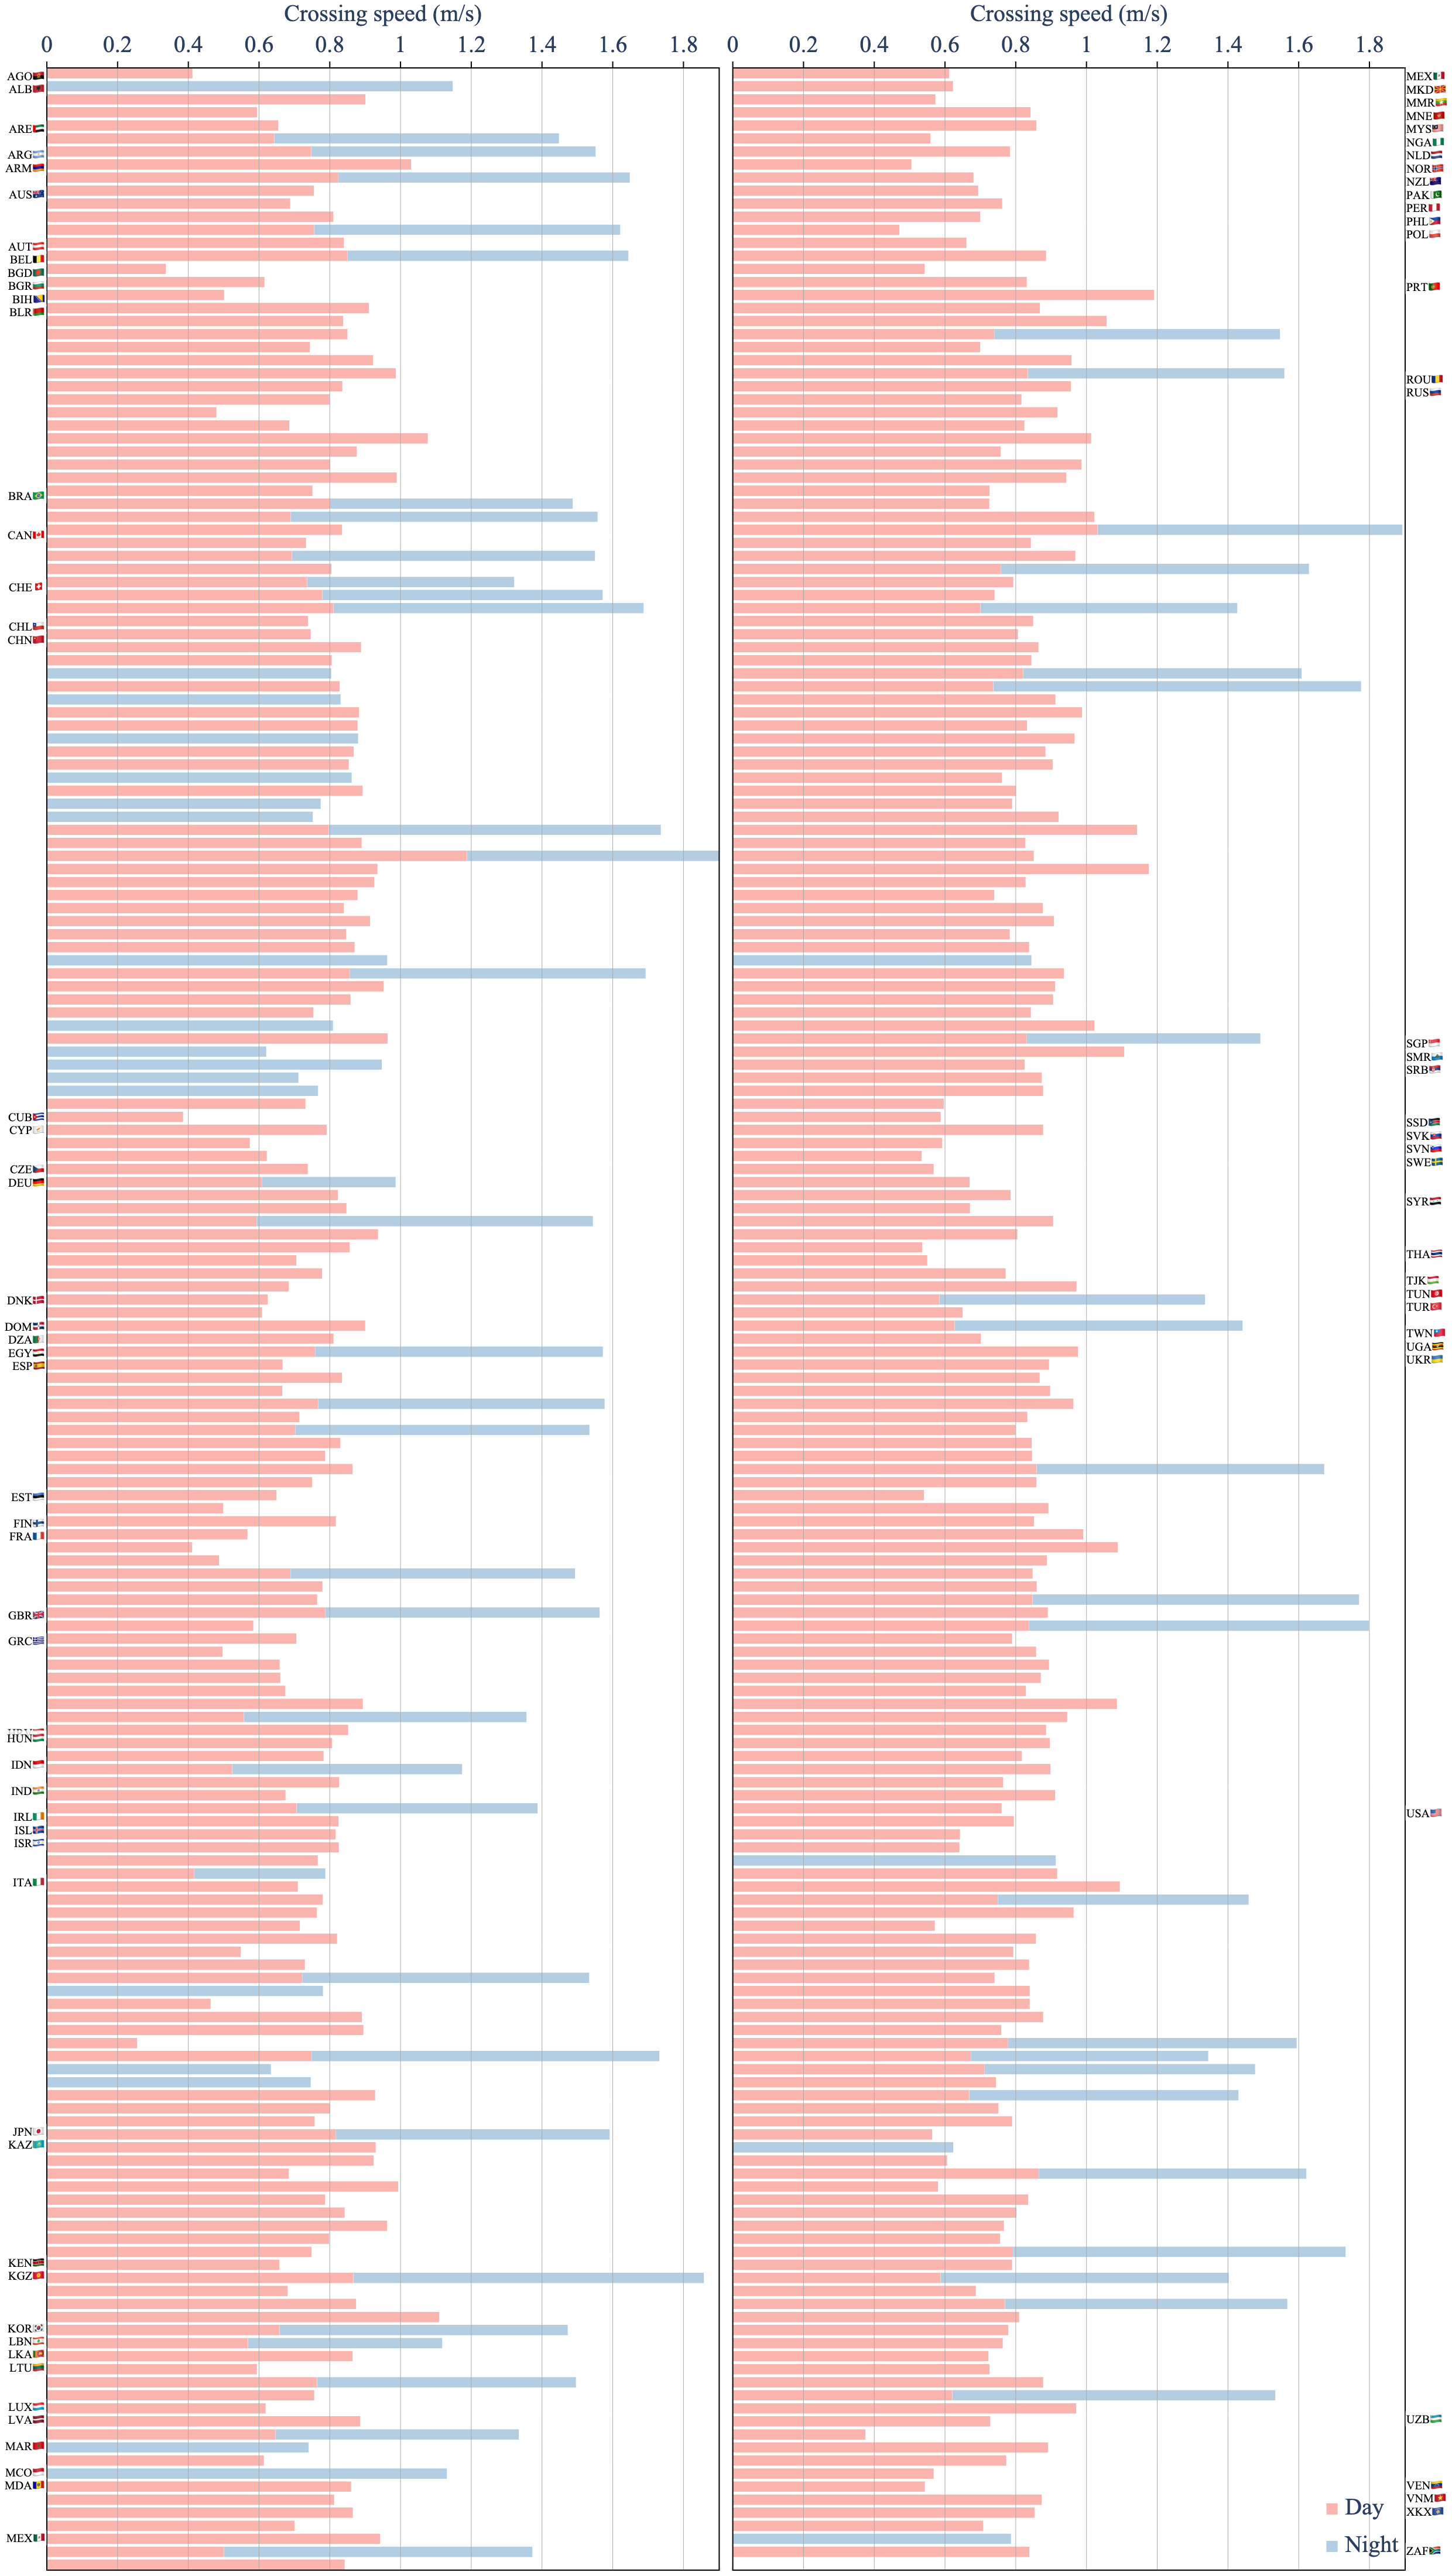 Crossing speed (m/s)
0 0.2 0.4 0.6 0.8 1 1.2 1.4 1.6 1.8
AGO
ALB
ARE
ARG
ARM
AUS
AUT
BEL
BGD
BGR
BIH
BLR
BRA
CAN
CHE
CHL
CHN
CUB
CYP
CZE
DEU
DNK
DOM
DZA
EGY
ESP
EST
FIN
FRA
GBR
GRC
HUN
IDN
IND
IRL
ISL
ISR
ITA
JPN
KAZ
KEN
KGZ
KOR
LBN
LKA
LTU
LUX
LVA
MAR
MCO
MDA
MEX
Crossing speed (m/s)
0 0.2 0.4 0.6 0.8 1 1.2 1.4 1.6 1.8
MEX
MKD
MMR
MNE
MYS
NGA
NLD
NOR
NZL
PAK
PER
PHL
POL
PRT
ROU
RUS
SGP
SMR
SRB
SSD
SVK
SVN
SWE
SYR
THA
TJK
TUN
TUR
TWN
UGA
UKR
USA
UZB
VEN
VNM
XKX
ZAF
Day
Night